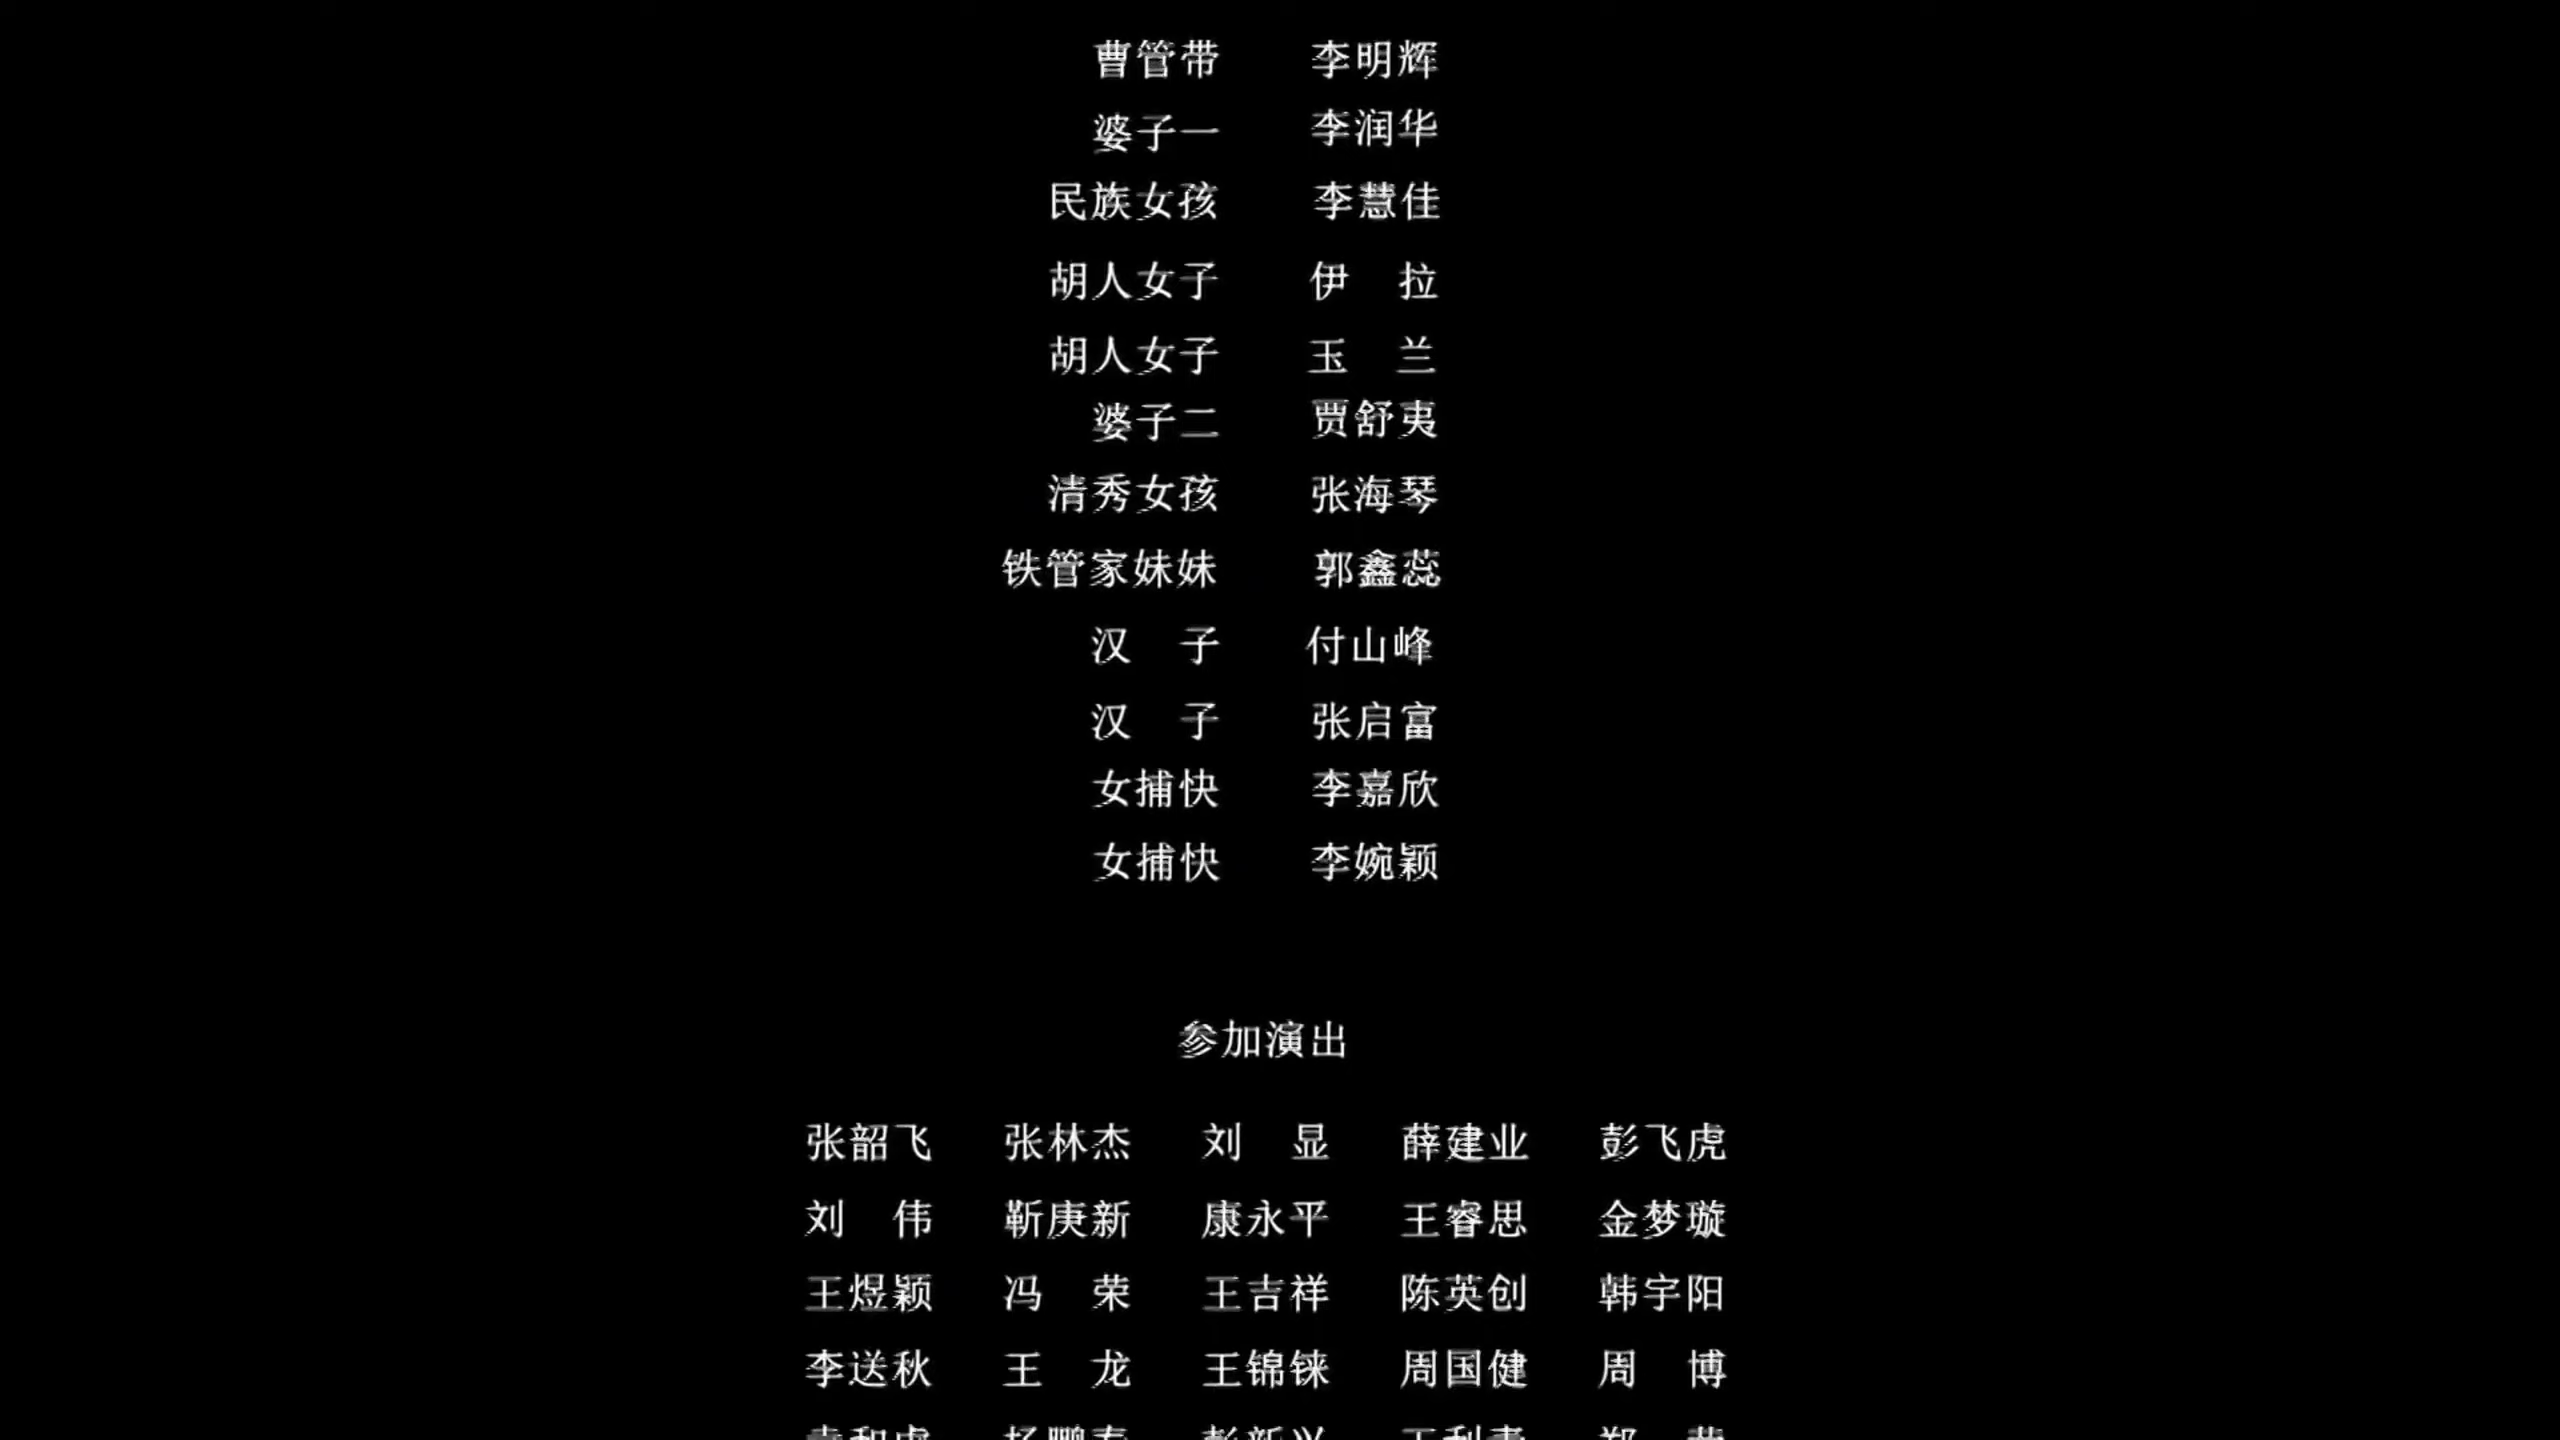 曹管带 李明辉
婆子一 李润华
民族女孩 李慧佳
胡人女子 伊 拉
胡人女子 玉 兰
婆子二 贾舒夷
清秀女孩 张海琴
铁管家妹妹 郭鑫蕊
汉 子 付山峰
汉 子 张启富
女捕快 李嘉欣
女捕快 李婉颖
参加演出
张韶飞 张林杰 刘 显 薛建业 彭飞虎
刘 伟 靳庚新 康永平 王睿思 金梦璇
王煜颖 冯 荣 王吉祥 陈英创 韩宇阳
李送秋 王 龙 王锦铼 周国健 周 博